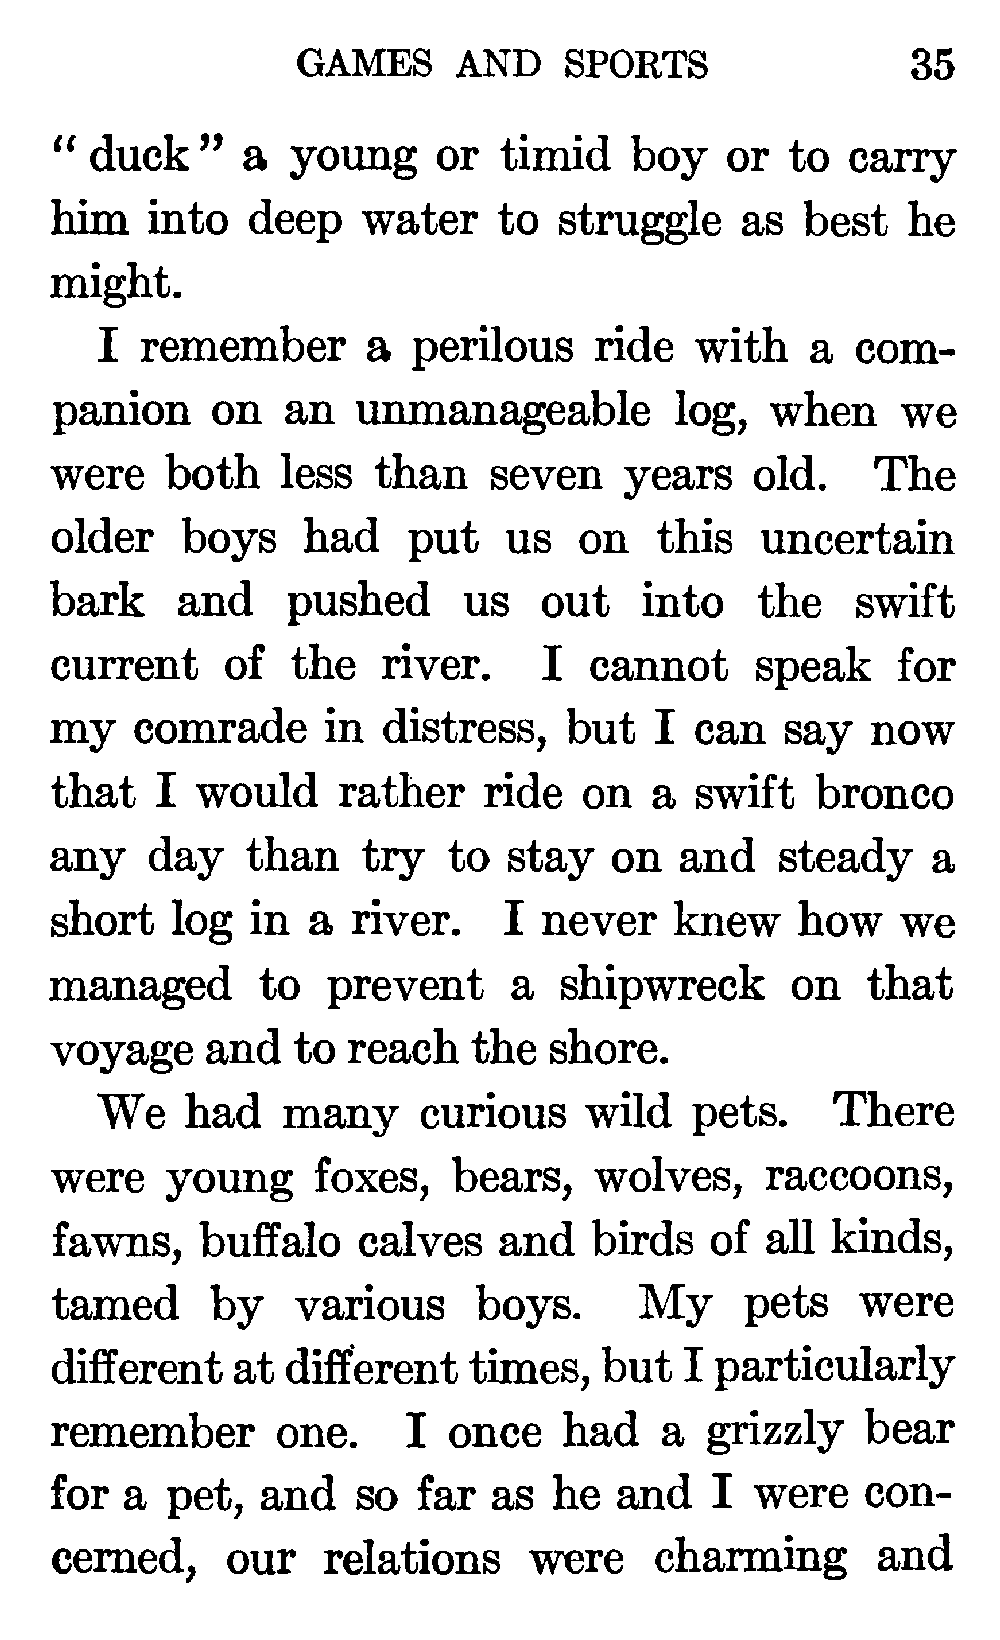 GAMES AND SPORTS 35
“ duck ” a young or timid boy or to carry
him into deep water to struggle as best he
might.
I remember a perilous ride with a com-
panion on an unmanageable log, when we
were both less than seven years old. The
older boys had put us on this uncertain
bark and pushed us out into the swift
current of the river. I cannot speak for
my comrade in distress, but I can say now
that I would rather ride on a swift bronco
any day than try to stay on and steady a
short log in a river. I never knew how we
managed to prevent a shipwreck on that
voyage and to reach the shore.
We had many curious wild pets. There
were young foxes, bears, wolves, raccoons,
fawns, buffalo calves and birds of all kinds,
tamed by various boys. My pets were
different at different times, but I particularly
remember one. I once had a grizzly bear
for a pet, and so far as he and I were con-
cerned, our relations were charming and